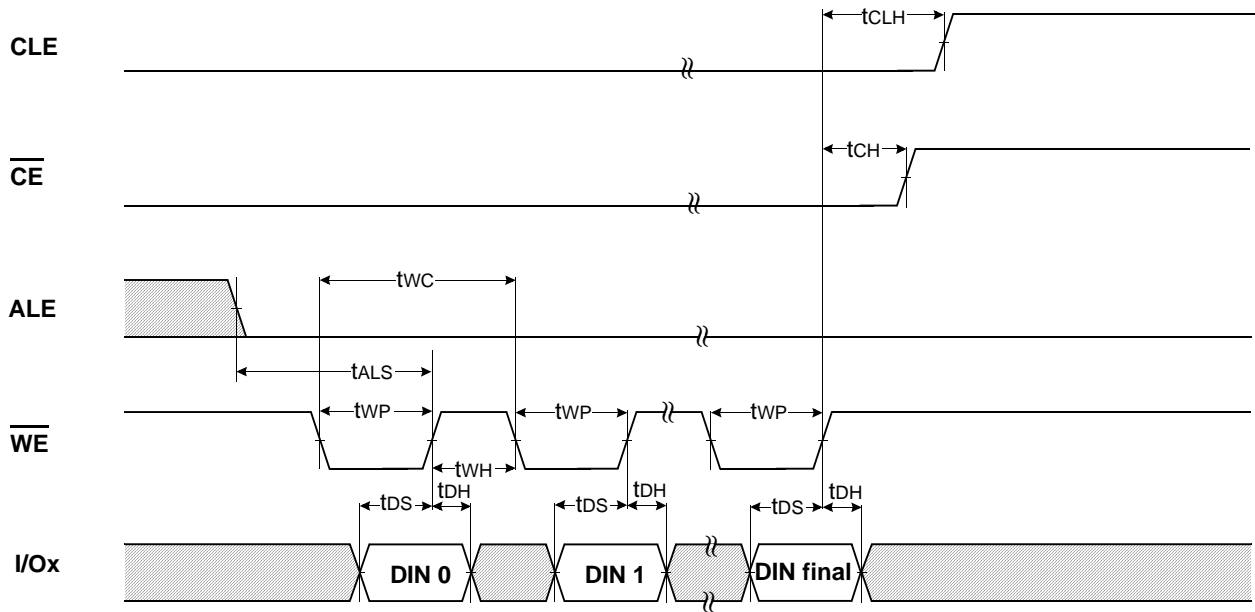 tCLH
CLE
tCH
CE
tWC
ALE
tALS
tWP tWP tWP
WE
tWH
tDS tDH tDS tDH tDS tDH
I/Ox DIN 0 DIN 1 DIN final